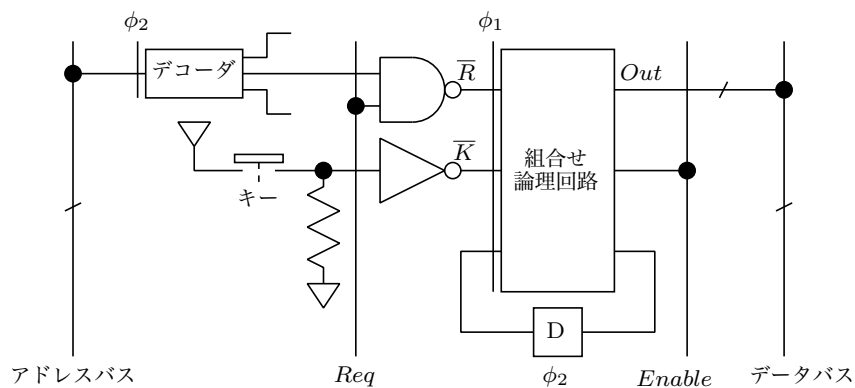 ϕ2
ϕ1
デコーダ
R̅
Out
K̅
組合せ
論理回路
キー
D
アドレスバス
Req
ϕ2
Enable
データバス